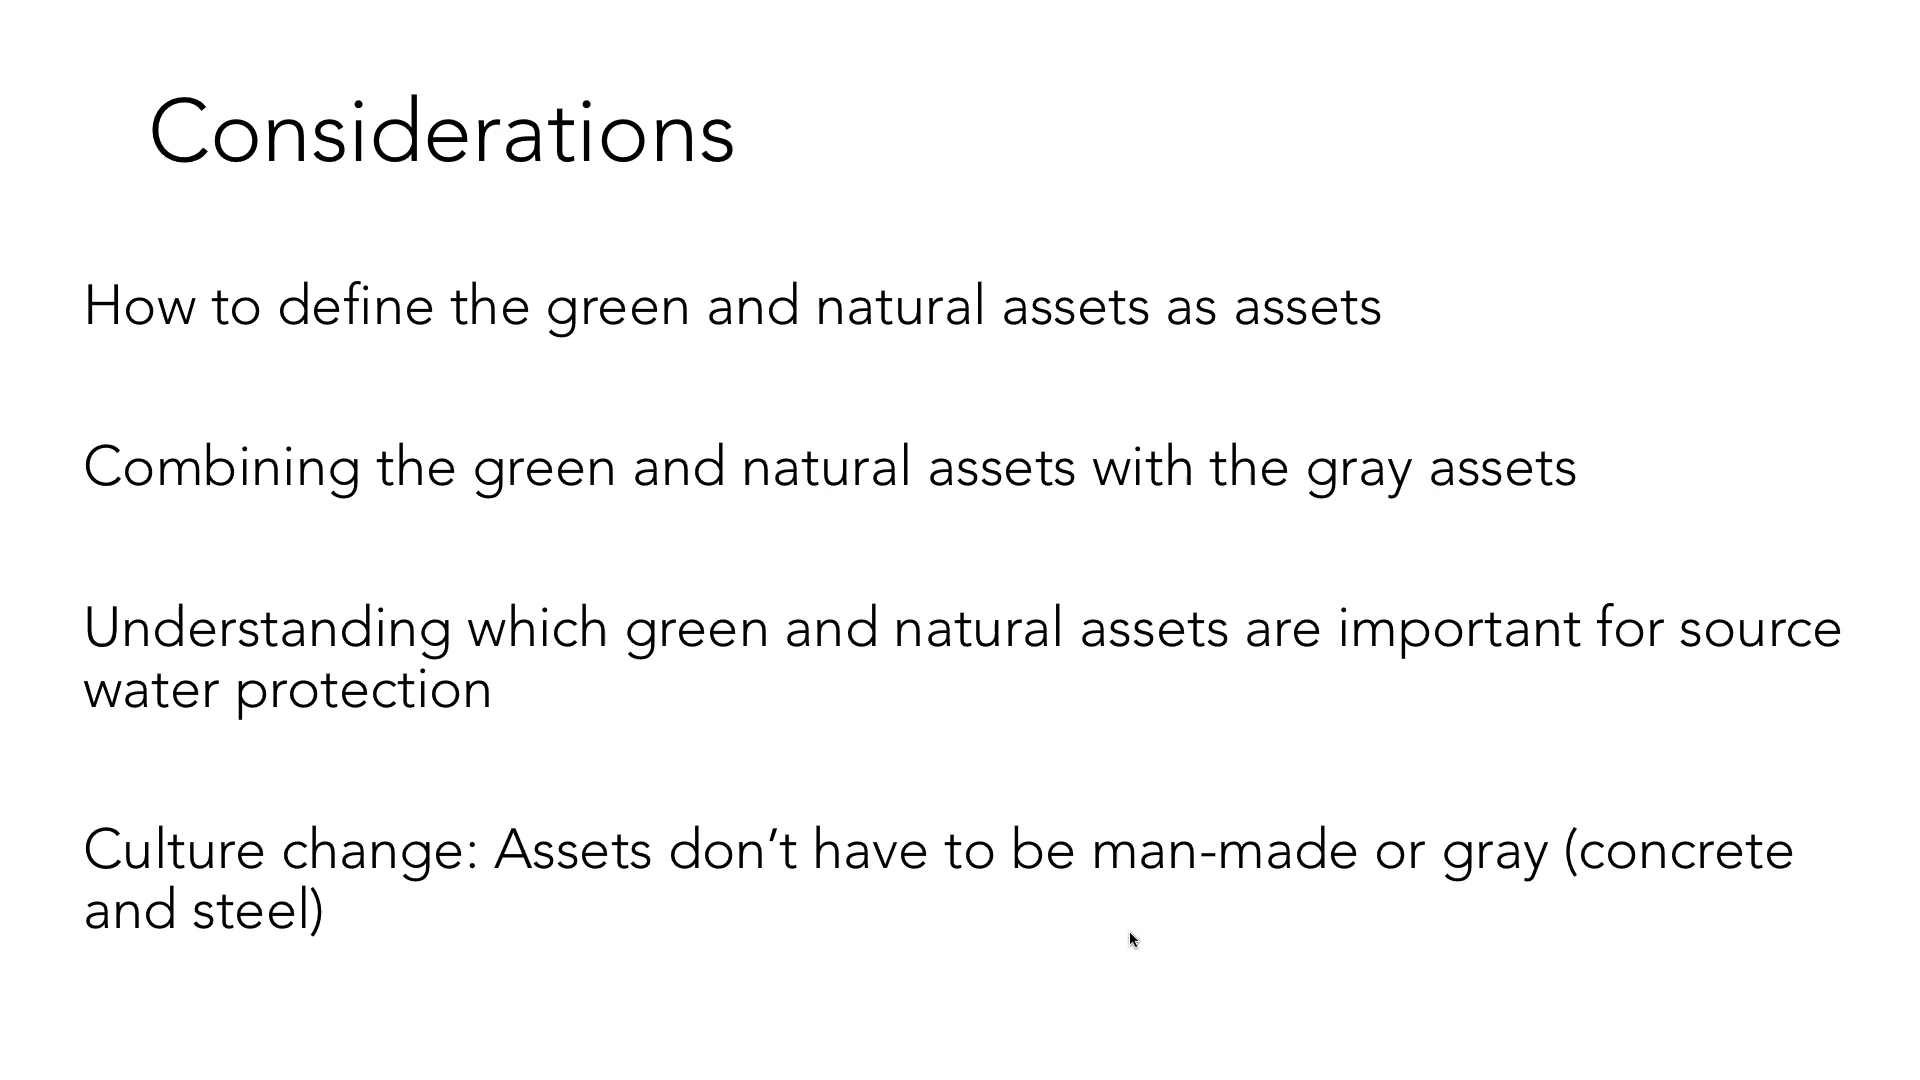 Considerations
How to define the green and natural assets as assets
Combining the green and natural assets with the gray assets
Understanding which green and natural assets are important for source
water protection
Culture change: Assets don’t have to be man-made or gray (concrete
and steel)